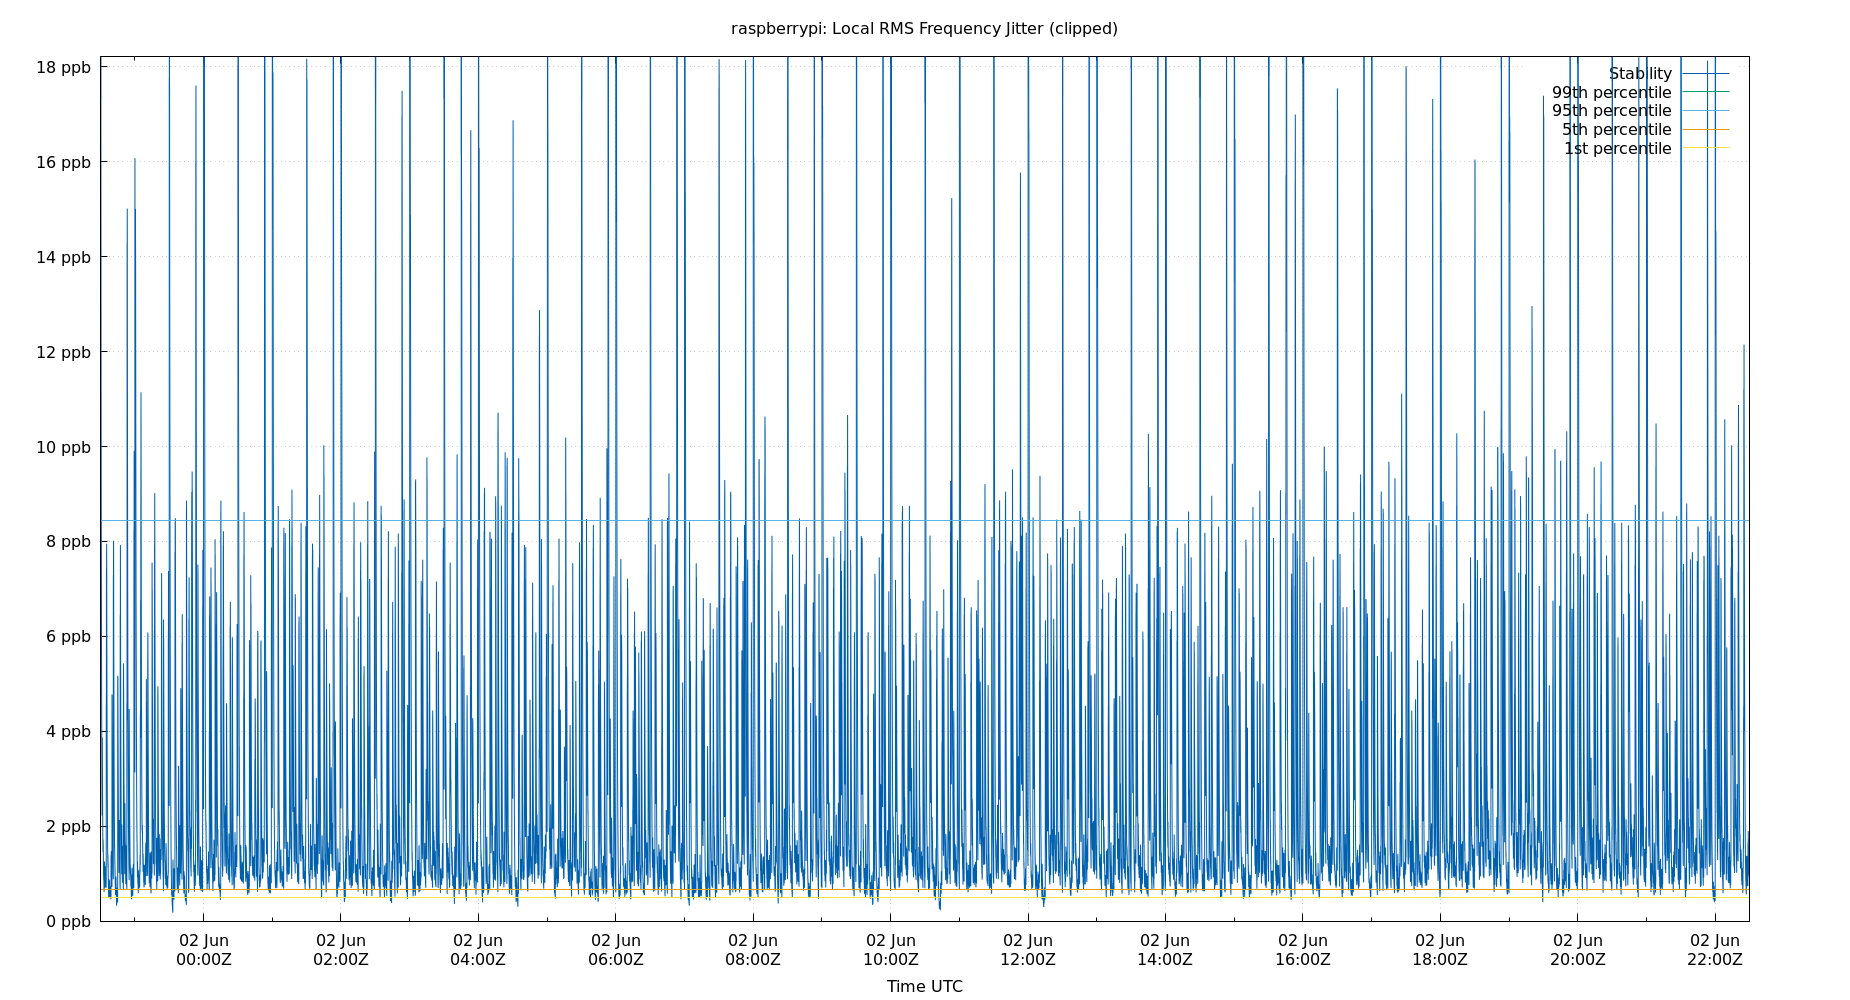 raspberrypi: Local RMS Frequency Jitter (clipped)
18 ppb
16 ppb
14 ppb
12 ppb
10 ppb
8 ppb
6 ppb
4 ppb
2 ppb
0 ppb
Stability
99th percentile
95th percentile
5th percentile
1st percentile
02 Jun 02 Jun 02 Jun 02 Jun 02 Jun 02 Jun 02 Jun 02 Jun 02 Jun 02 Jun 02 Jun 02 Jun
00:00Z 02:00Z 04:00Z 06:00Z 08:00Z 10:00Z 12:00Z 14:00Z 16:00Z 18:00Z 20:00Z 22:00Z
Time UTC